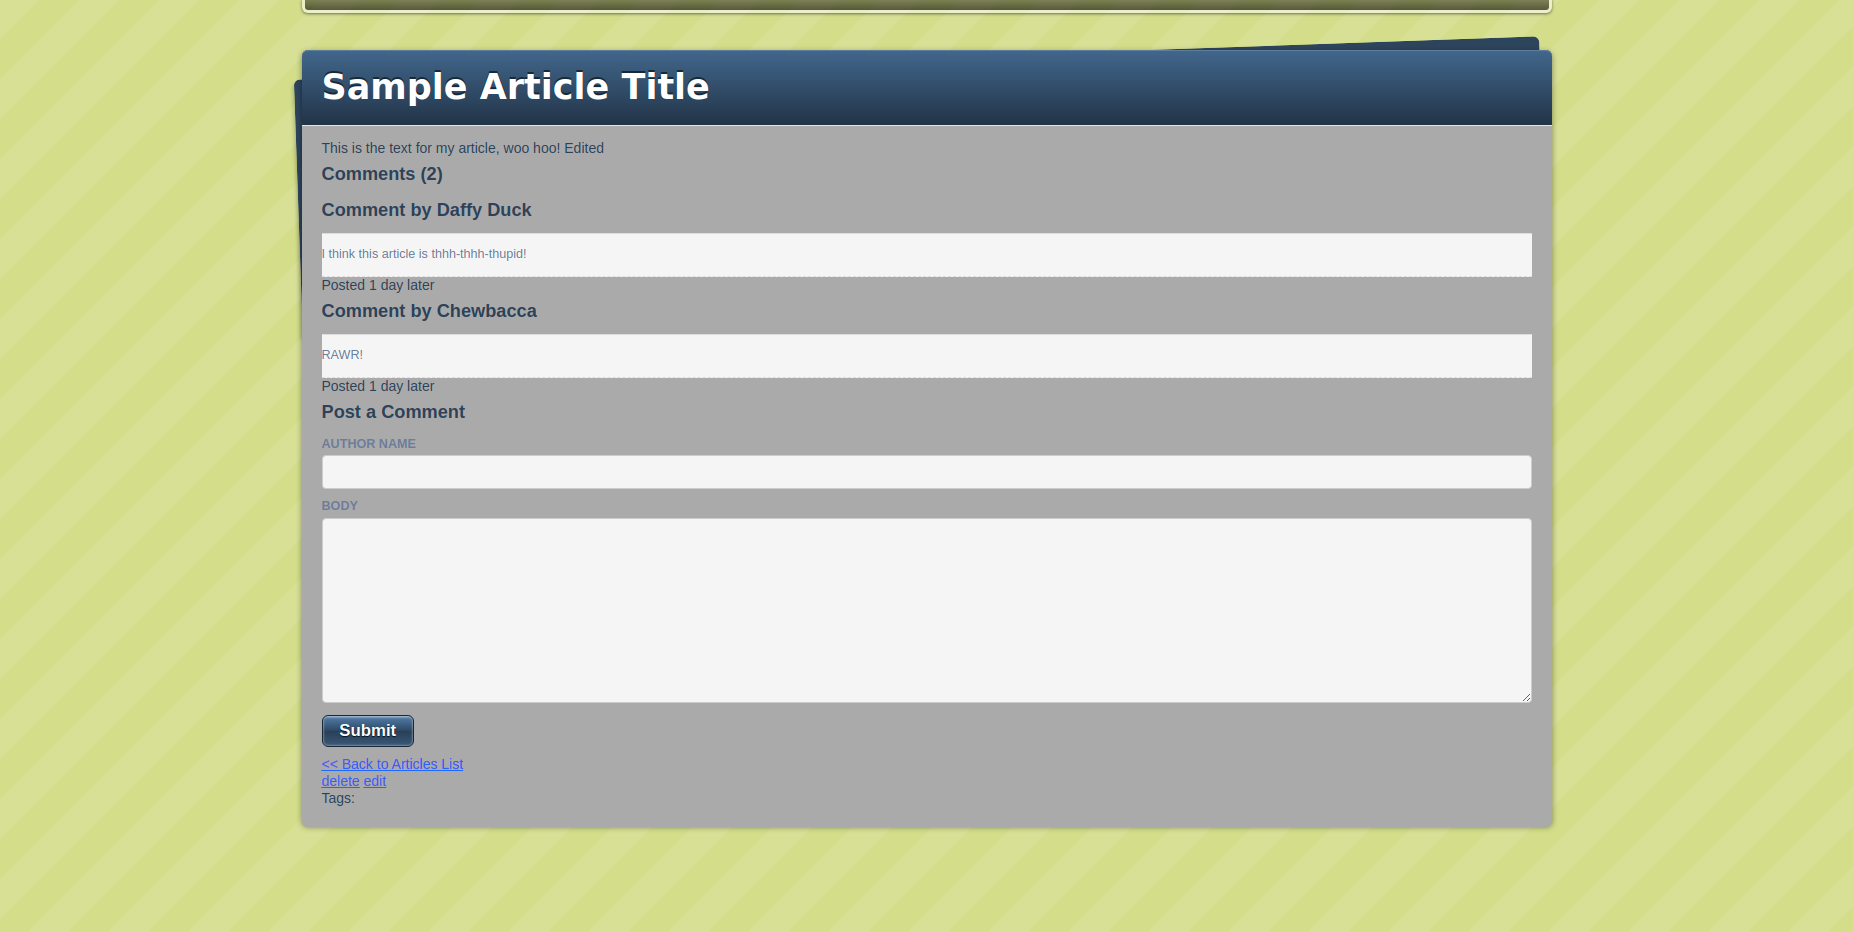 Sample Article Title
This is the text for my article, woo hoo! Edited
Comments (2)
Comment by Daffy Duck
I think this article is thhh-thhh-thupid!
Posted 1 day later
Comment by Chewbacca
RAWR!
Posted 1 day later
Post a Comment
AUTHOR NAME
BODY
Submit
<< Back to Articles List
delete edit
Tags: